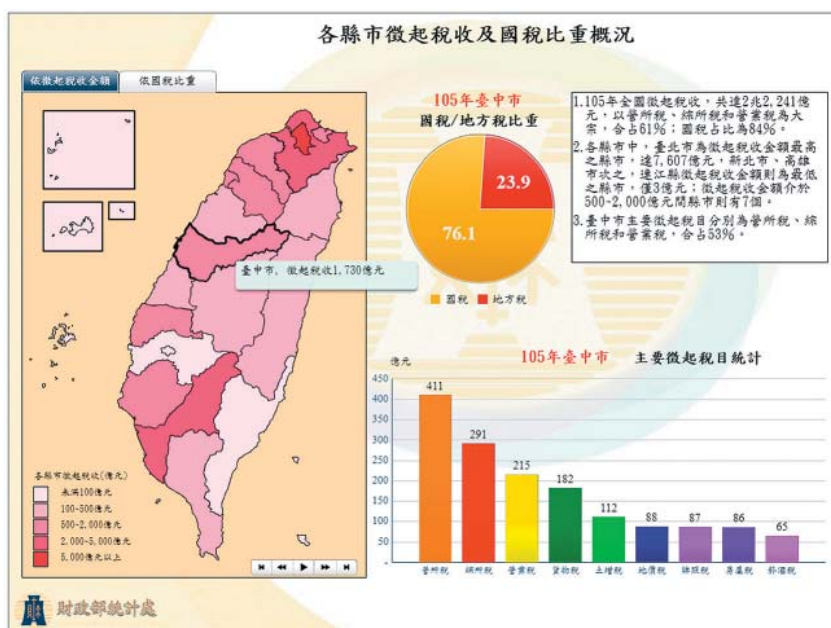 各縣市徵起稅收及國稅比重概況
依徵起稅收金額
依國稅比重
臺中市, 徵起稅收1,730億元
各縣市徵起稅收(億元)
未滿100億元
100-500億元
500-2,000億元
2,000-5,000億元
5,000億元以上
105年臺中市
國稅/地方稅比重
23.9
76.1
國稅
地方稅
1.105年全國徵起稅收，共達2兆2,241億
元，以營所稅、綜所稅和營業稅為大
宗，合占61%；國稅占比為84%。
2.各縣市中，臺北市為徵起稅收金額最高
之縣市，達7,607億元，新北市、高雄
市次之，連江縣徵起稅收金額則為最低
之縣市，僅3億元；徵起稅收金額介於
500-2,000億元間縣市則有7個。
3.臺中市主要徵起稅目分別為營所稅、綜
所稅和營業稅，合占53%。
105年臺中市 主要徵起稅目統計
億元
450
400
350
300
250
200
150
100
50
-
411
291
215
182
112
88
87
86
65
營所稅
綜所稅
營業稅
貨物稅
土增稅
地價稅
牌照稅
房屋稅
菸酒稅
財政部統計處